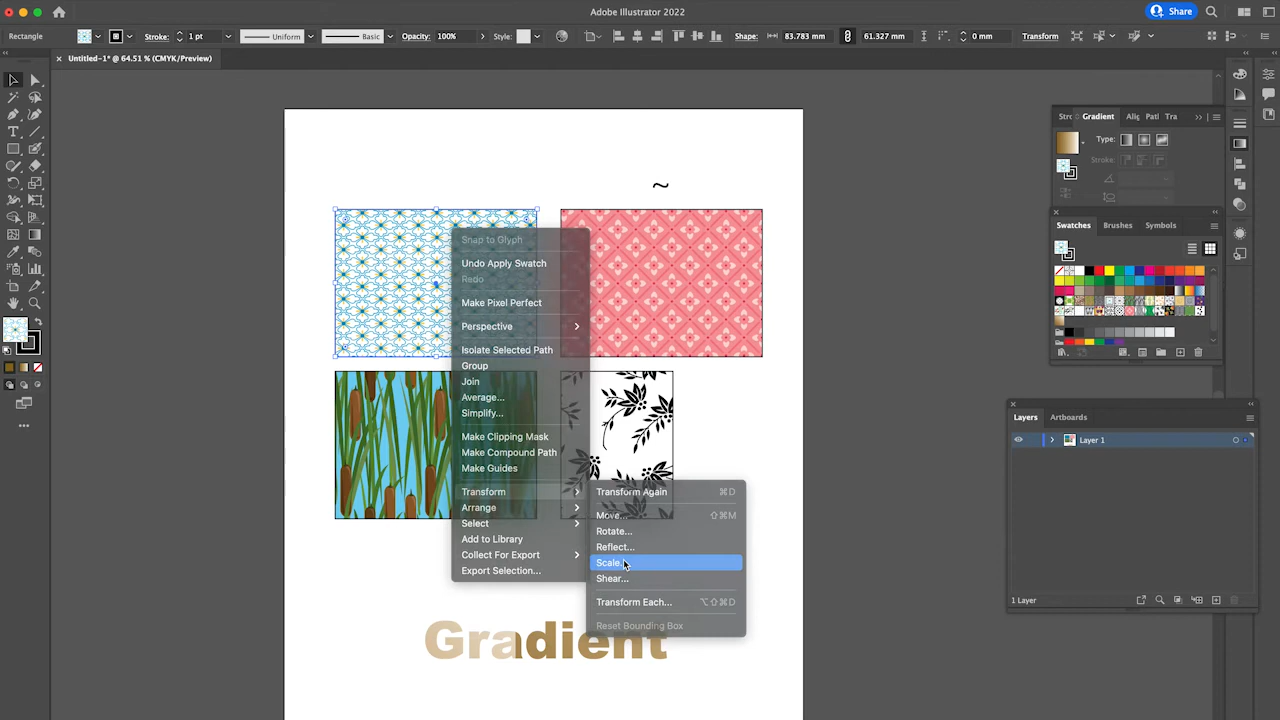 Adobe Illustrator 2022
Share
Rectangle
Stroke:
1 pt
Uniform
Basic
Opacity:
100%
Style:
Shape:
83.783 mm
61.327 mm
0 mm
Transform
Untitled-1* @ 64.51 % (CMYK/Preview)
~
Snap to Glyph
Undo Apply Swatch
Redo
Make Pixel Perfect
Perspective
Isolate Selected Path
Group
Join
Average...
Simplify...
Make Clipping Mask
Make Compound Path
Make Guides
Transform
Arrange
Select
Add to Library
Collect For Export
Export Selection...
Transform Again ⌘D
Move... ⇧⌘M
Rotate...
Reflect...
Scale...
Shear...
Transform Each... ⌥⇧⌘D
Reset Bounding Box
Gradient
Stro
Gradient
Alig
Patl
Tra
Type:
Stroke:
Swatches
Brushes
Symbols
Layers
Artboards
Layer 1
1 Layer